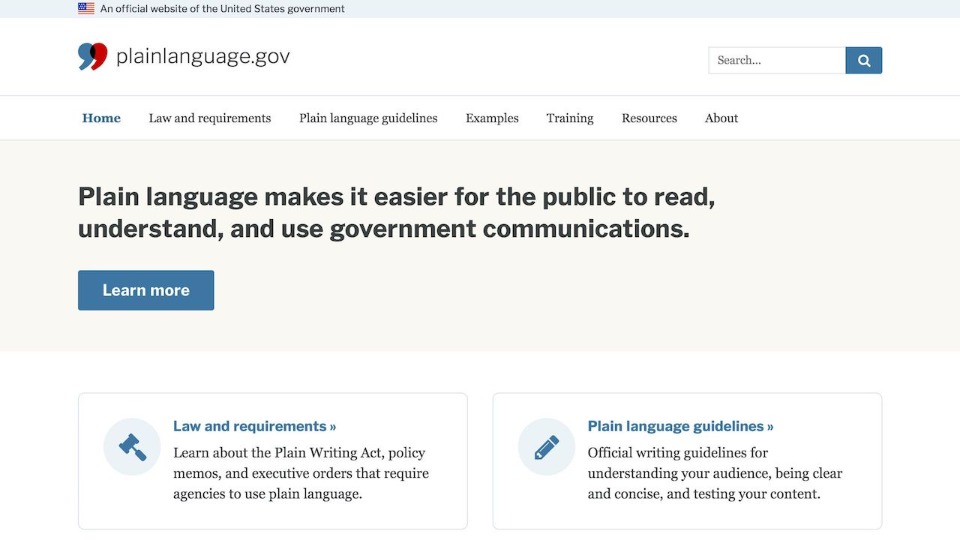 An official website of the United States government
plainlanguage.gov
Search...
Home
Law and requirements
Plain language guidelines
Examples
Training
Resources
About
Plain language makes it easier for the public to read,
understand, and use government communications.
Learn more
Law and requirements »
Learn about the Plain Writing Act, policy
memos, and executive orders that require
agencies to use plain language.
Plain language guidelines »
Official writing guidelines for
understanding your audience, being clear
and concise, and testing your content.